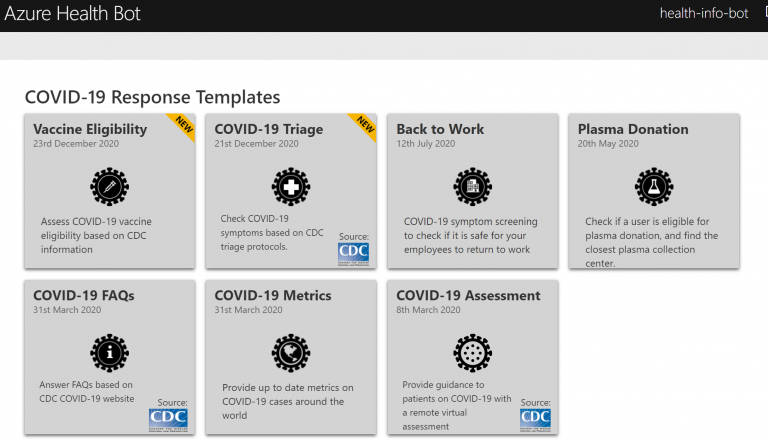 Azure Health Bot
health-info-bot
COVID-19 Response Templates
Vaccine Eligibility
23rd December 2020
NEW
Assess COVID-19 vaccine
eligibility based on CDC
information
COVID-19 Triage
21st December 2020
NEW
Check COVID-19
symptoms based on CDC
triage protocols.
Source:
CDC
Back to Work
12th July 2020
COVID-19 symptom screening
to check if it is safe for your
employees to return to work
Plasma Donation
20th May 2020
Check if a user is eligible for
plasma donation, and find the
closest plasma collection
center.
COVID-19 FAQs
31st March 2020
Answer FAQs based on
CDC COVID-19 website
Source:
CDC
COVID-19 Metrics
31st March 2020
Provide up to date metrics on
COVID-19 cases around the
world
COVID-19 Assessment
8th March 2020
Provide guidance to
patients on COVID-19 with
a remote virtual
assessment
Source:
CDC